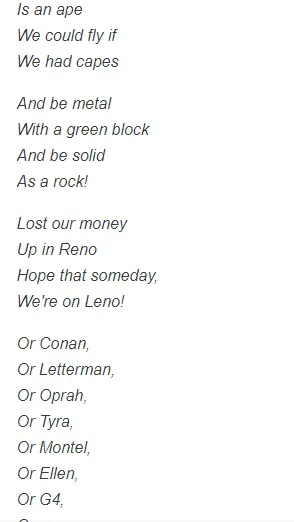 Is an ape
We could fly if
We had capes
And be metal
With a green block
And be solid
As a rock!
Lost our money
Up in Reno
Hope that someday,
We're on Leno!
Or Conan,
Or Letterman,
Or Oprah,
Or Tyra,
Or Montel,
Or Ellen,
Or G4,